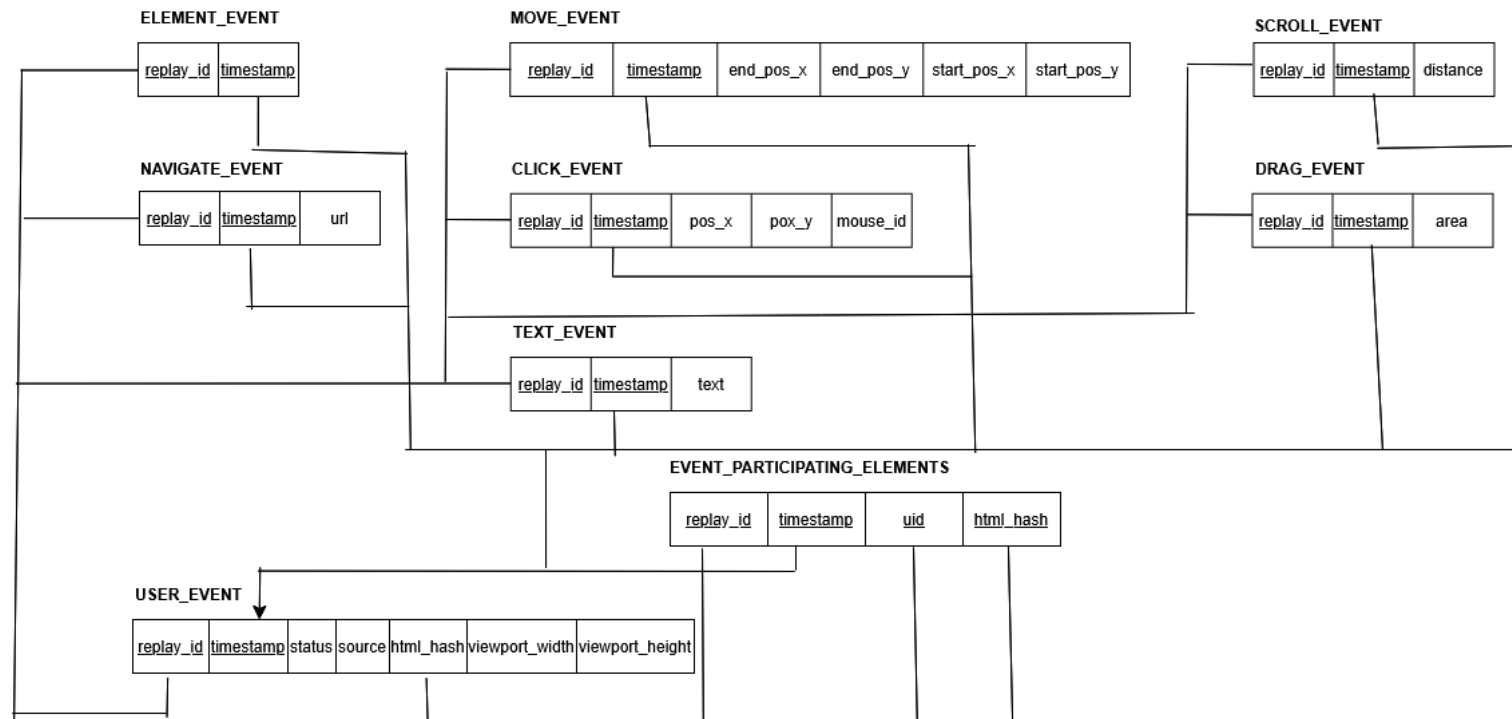 ELEMENT_EVENT
replay_id timestamp
MOVE_EVENT
replay_id timestamp end_pos_x end_pos_y start_pos_x start_pos_y
SCROLL_EVENT
replay_id timestamp distance
NAVIGATE_EVENT
replay_id timestamp url
CLICK_EVENT
replay_id timestamp pos_x pox_y mouse_id
DRAG_EVENT
replay_id timestamp area
TEXT_EVENT
replay_id timestamp text
EVENT_PARTICIPATING_ELEMENTS
replay_id timestamp uid html_hash
USER_EVENT
replay_id timestamp status source html_hash viewport_width viewport_height